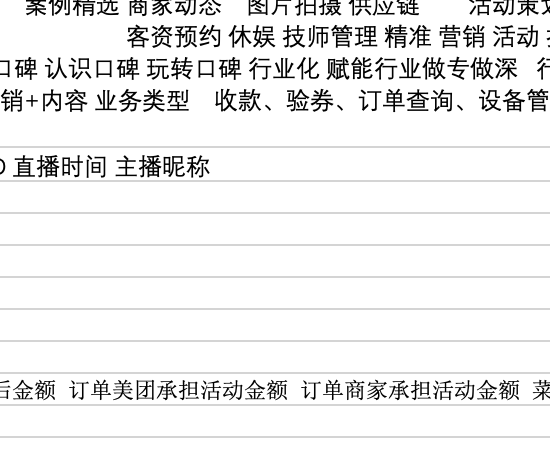 案例精选 商家动态 图片拍摄 供应链 活动策划
客资预约 休娱 技师管理 精准 营销 活动
口碑 认识口碑 玩转口碑 行业化 赋能行业做专做深 行
销+内容 业务类型 收款、验券、订单查询、设备管
直播时间 主播昵称
后金额 订单美团承担活动金额 订单商家承担活动金额 菜